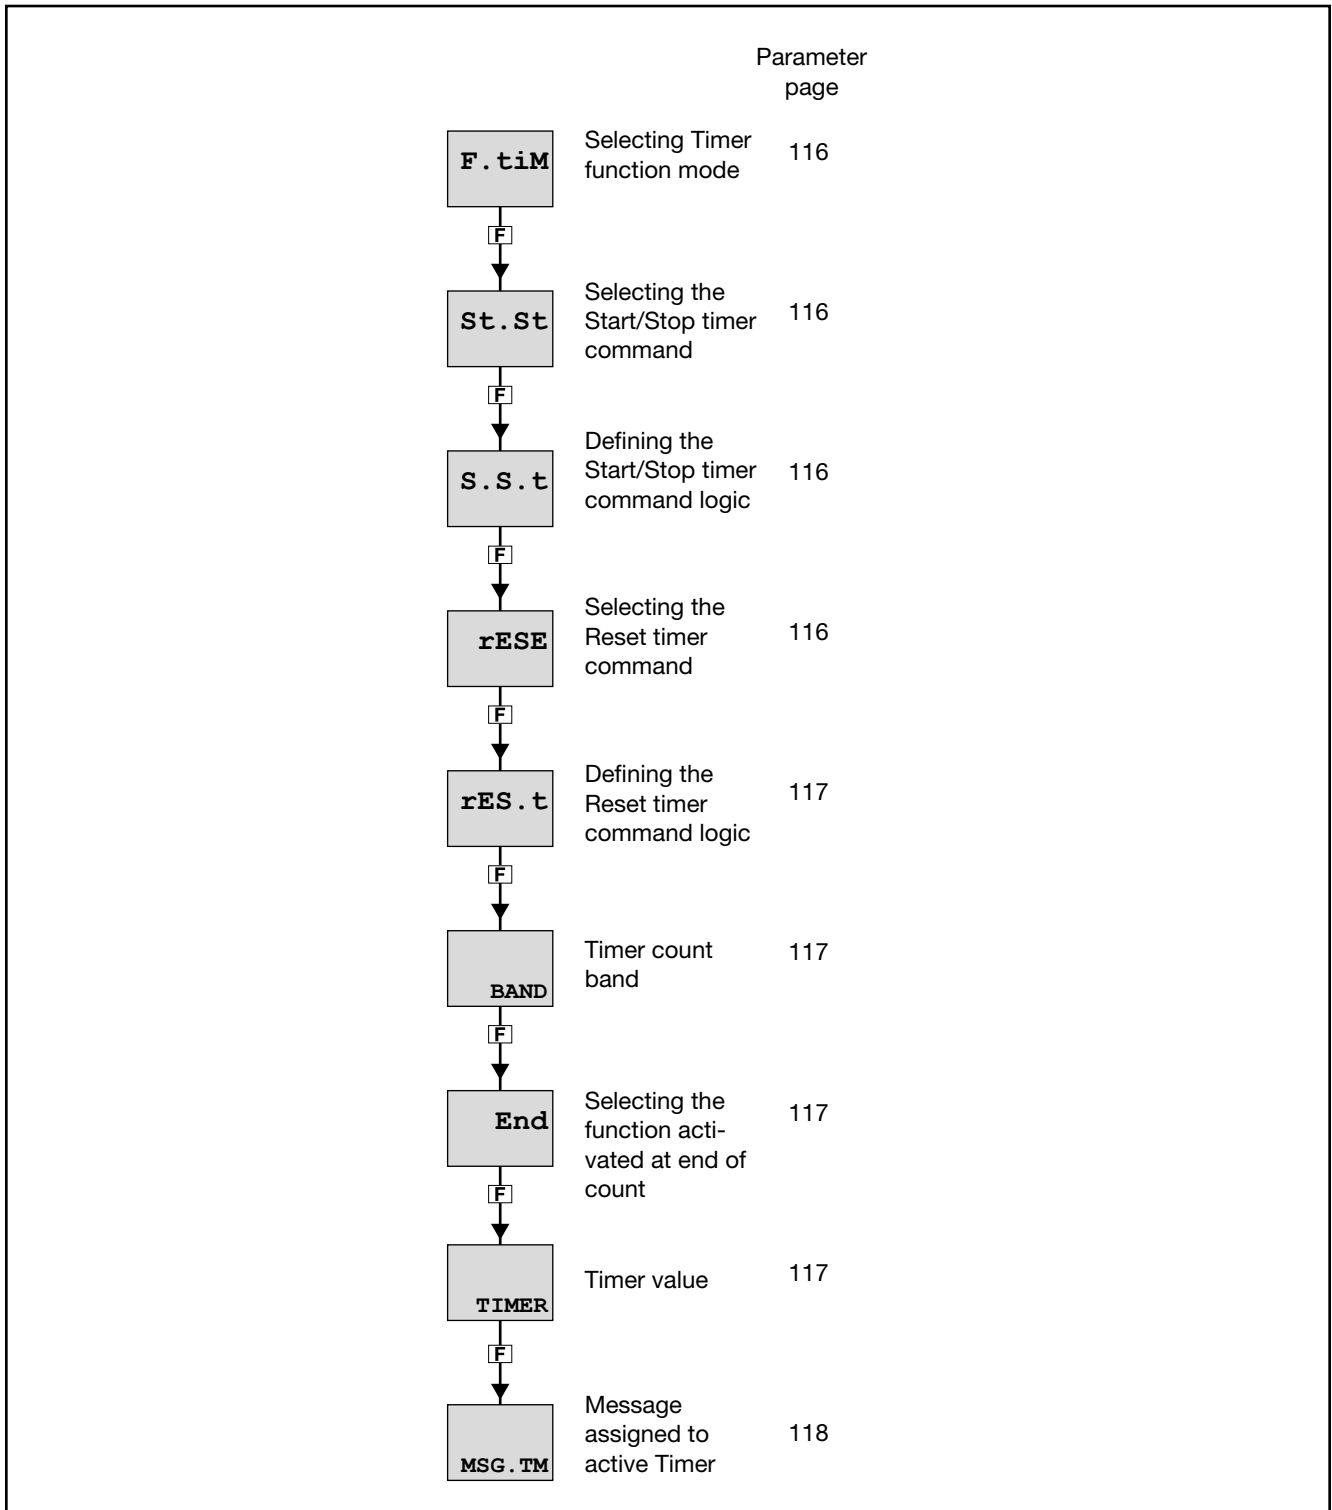 Parameter
page
F.tiM
Selecting Timer
function mode
116
F
St.St
Selecting the
Start/Stop timer
command
116
F
S.S.t
Defining the
Start/Stop timer
command logic
116
F
rESE
Selecting the
Reset timer
command
116
F
rES.t
Defining the
Reset timer
command logic
117
F
BAND
Timer count
band
117
F
End
Selecting the
function acti-
vated at end of
count
117
F
TIMER
Timer value
117
F
MSG.TM
Message
assigned to
active Timer
118